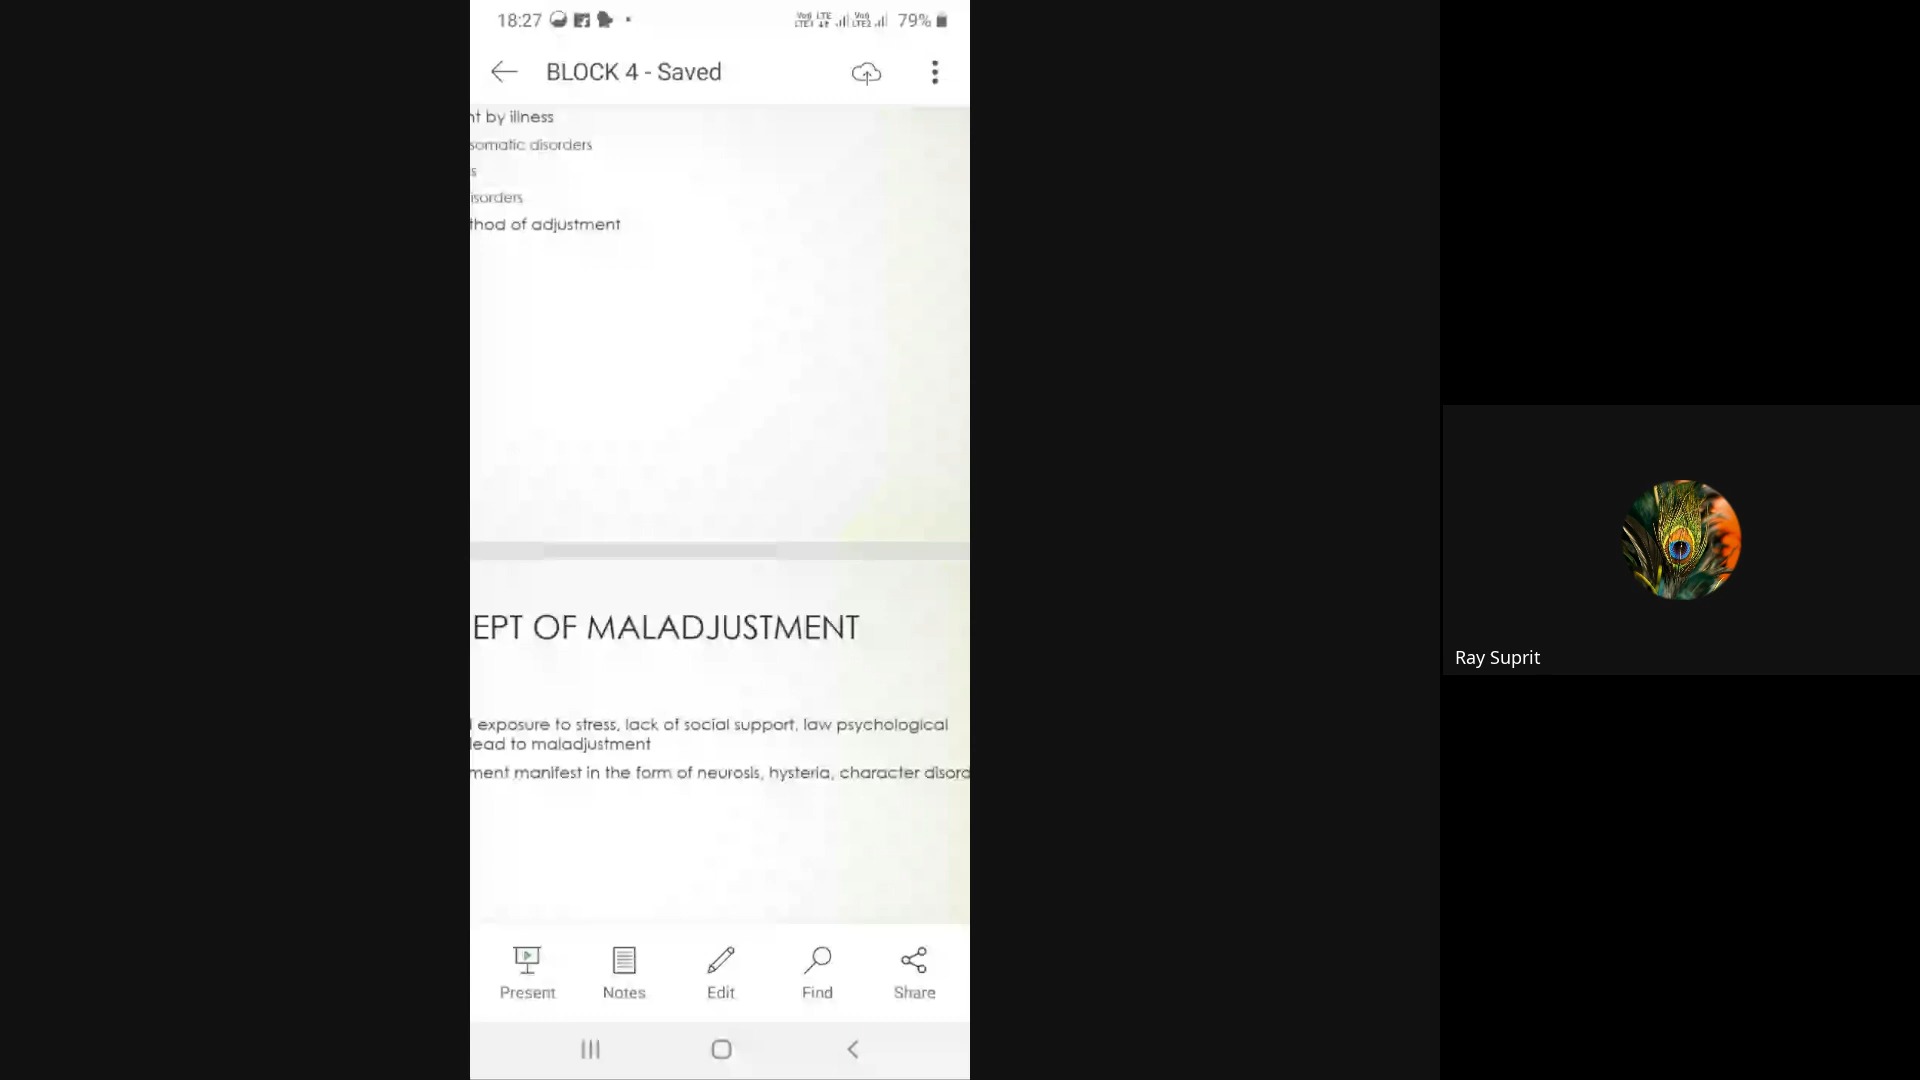 18:27
79%
BLOCK 4 - Saved
nt by illness
somatic disorders
s
isorders
thod of adjustment
EPT OF MALADJUSTMENT
l exposure to stress, lack of social support, law psychological
lead to maladjustment
ment manifest in the form of neurosis, hysteria, character disord
Present
Notes
Edit
Find
Share
Ray Suprit